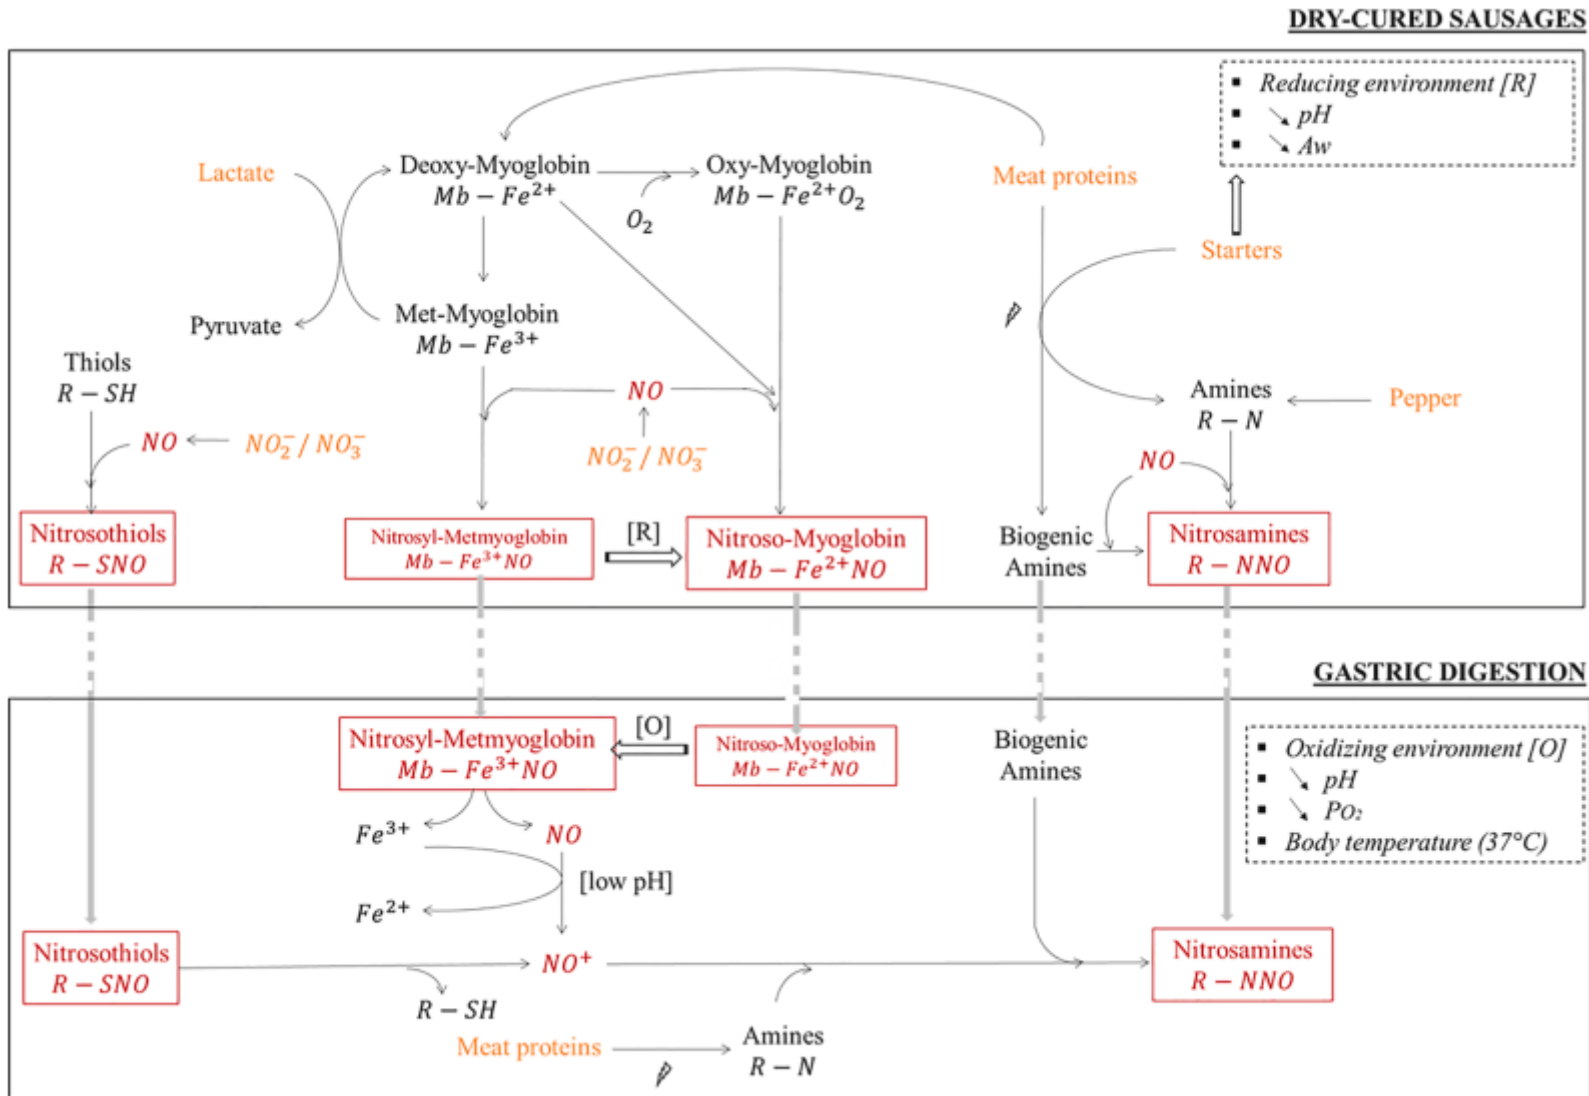 DRY-CURED SAUSAGES
▪ Reducing environment [R]
▪ ↘ pH
▪ ↘ Aw
Lactate
Deoxy-Myoglobin
Mb − Fe²⁺
O₂
Oxy-Myoglobin
Mb − Fe²⁺O₂
Meat proteins
Starters
Pyruvate
Met-Myoglobin
Mb − Fe³⁺
Thiols
R − SH
NO
NO₂⁻ / NO₃⁻
NO
NO₂⁻ / NO₃⁻
Amines
R − N
Pepper
NO
Nitrosothiols
R − SNO
Nitrosyl-Metmyoglobin
Mb − Fe³⁺NO
[R]
Nitroso-Myoglobin
Mb − Fe²⁺NO
Biogenic
Amines
Nitrosamines
R − NNO
GASTRIC DIGESTION
Nitrosyl-Metmyoglobin
Mb − Fe³⁺NO
[O]
Nitroso-Myoglobin
Mb − Fe²⁺NO
Biogenic
Amines
▪ Oxidizing environment [O]
▪ ↘ pH
▪ ↘ PO₂
▪ Body temperature (37°C)
Fe³⁺
NO
[low pH]
Fe²⁺
Nitrosothiols
R − SNO
NO⁺
R − SH
Nitrosamines
R − NNO
Meat proteins
Amines
R − N